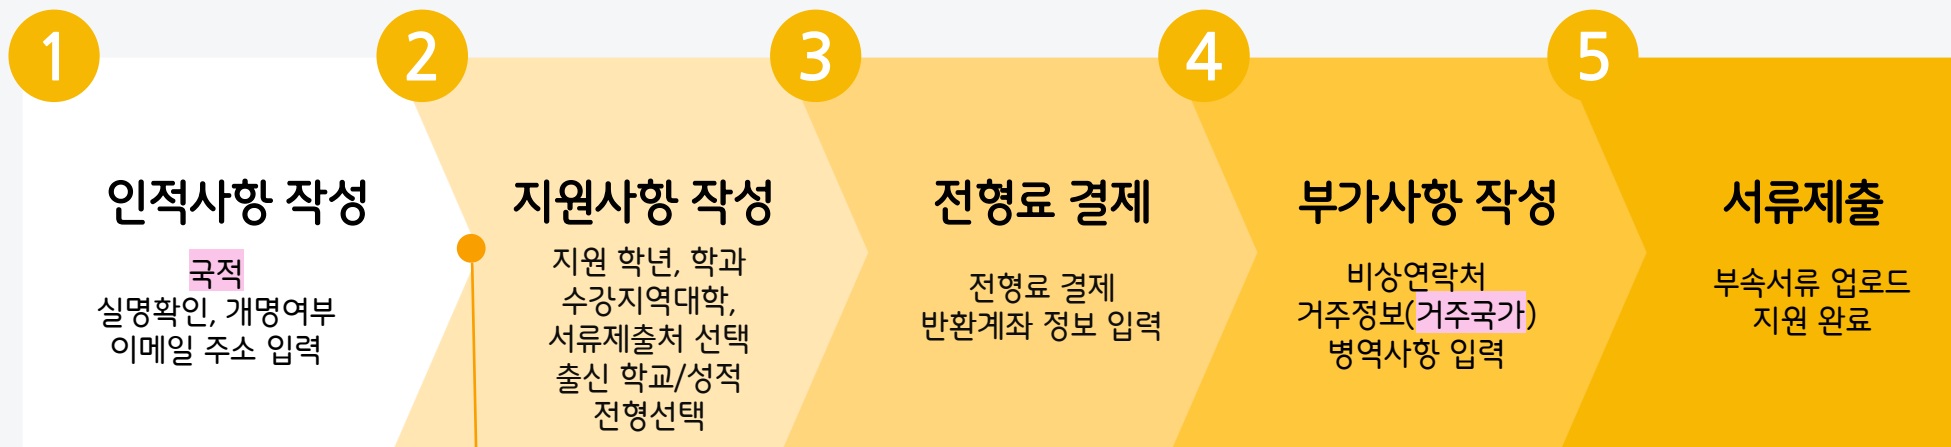 1
인적사항 작성
국적
실명확인, 개명여부
이메일 주소 입력
2
지원사항 작성
지원 학년, 학과
수강지역대학,
서류제출처 선택
출신 학교/성적
전형선택
3
전형료 결제
전형료 결제
반환계좌 정보 입력
4
부가사항 작성
비상연락처
거주정보(거주국가)
병역사항 입력
5
서류제출
부속서류 업로드
지원 완료